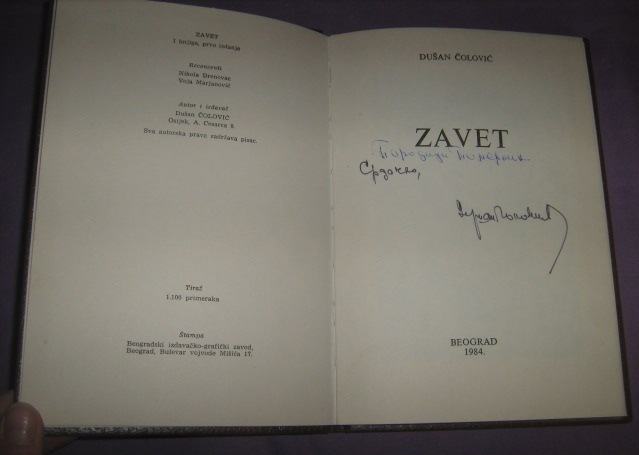 ZAVET
I knjiga, prvo izdanje
Recenzenti
Nikola Drenovac
Voja Marjanović
Autor i izdavač
Dušan ČOLOVIĆ
Osijek, A. Cesarca 8.
Sva autorska prava zadržava pisac.
Tiraž
1.100 primeraka
Štampa
Beogradski izdavačko-grafički zavod,
Beograd, Bulevar vojvode Mišića 17.
DUŠAN ČOLOVIĆ
ZAVET
Породици
Срдачно,
BEOGRAD
1984.